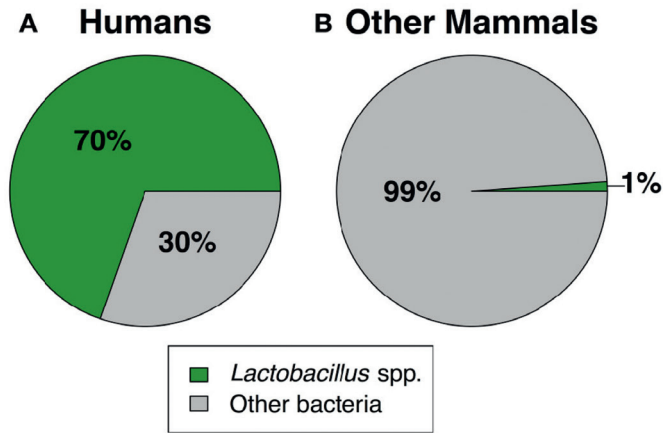 A Humans
B Other Mammals
70%
30%
99%
1%
Lactobacillus spp.
Other bacteria